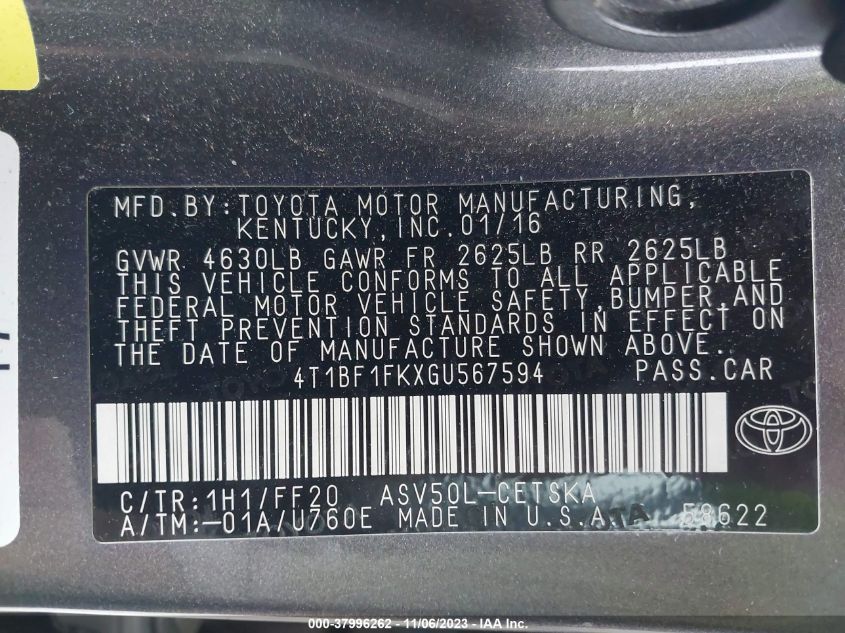 MFD.BY:TOYOTA MOTOR MANUFACTURING,
KENTUCKY,INC.01/16
GVWR 4630LB GAWR FR 2625LB RR 2625LB
THIS VEHICLE CONFORMS TO ALL APPLICABLE
FEDERAL MOTOR VEHICLE SAFETY,BUMPER,AND
THEFT PREVENTION STANDARDS IN EFFECT ON
THE DATE OF MANUFACTURE SHOWN ABOVE.
4T1BF1FKXGU567594 PASS.CAR
C/TR:1H1/FF20 ASV50L-CETSKA
A/TM:-01A/U760E MADE IN U.S.A. 58622
000-37996262 - 11/06/2023 - IAA Inc.